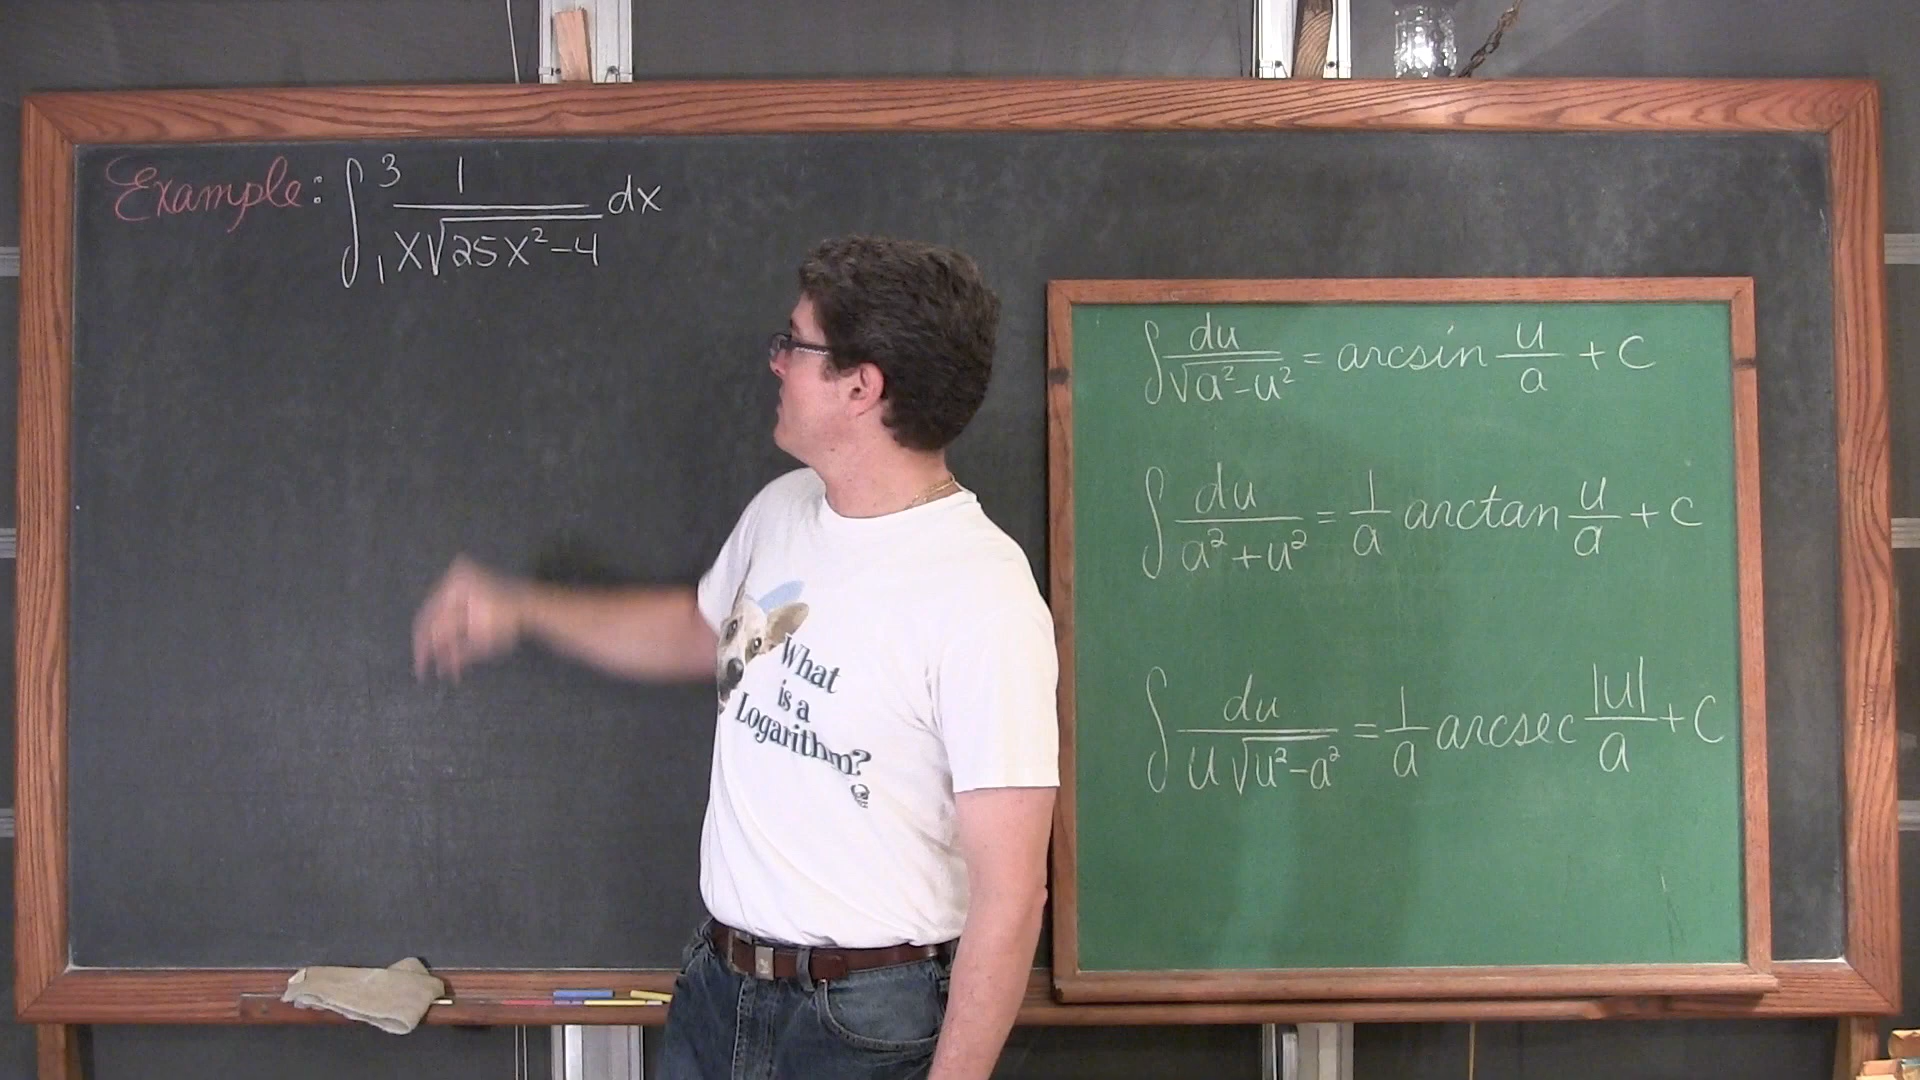 Example: ∫₁³ 1/(x√(25x²-4)) dx
∫ du/√(a²-u²) = arcsin u/a + C
∫ du/(a²+u²) = 1/a arctan u/a + C
∫ du/(u√(u²-a²)) = 1/a arcsec |u|/a + C
What
is a
Logarithm?